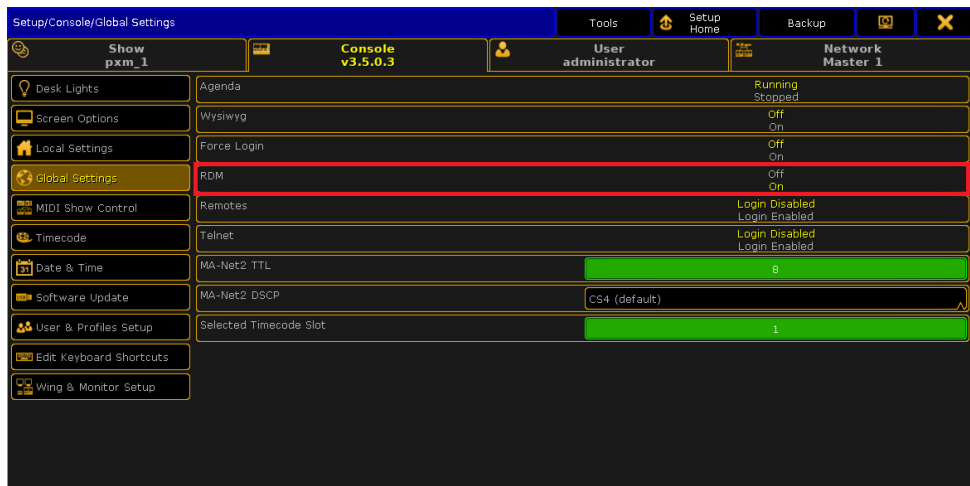 Setup/Console/Global Settings
Tools
Setup
Home
Backup
Show
pxm_1
Console
v3.5.0.3
User
administrator
Network
Master 1
Desk Lights
Screen Options
Local Settings
Global Settings
MIDI Show Control
Timecode
Date & Time
Software Update
User & Profiles Setup
Edit Keyboard Shortcuts
Wing & Monitor Setup
Agenda
Running
Stopped
Wysiwyg
Off
On
Force Login
Off
On
RDM
Off
On
Remotes
Login Disabled
Login Enabled
Telnet
Login Disabled
Login Enabled
MA-Net2 TTL
8
MA-Net2 DSCP
CS4 (default)
Selected Timecode Slot
1